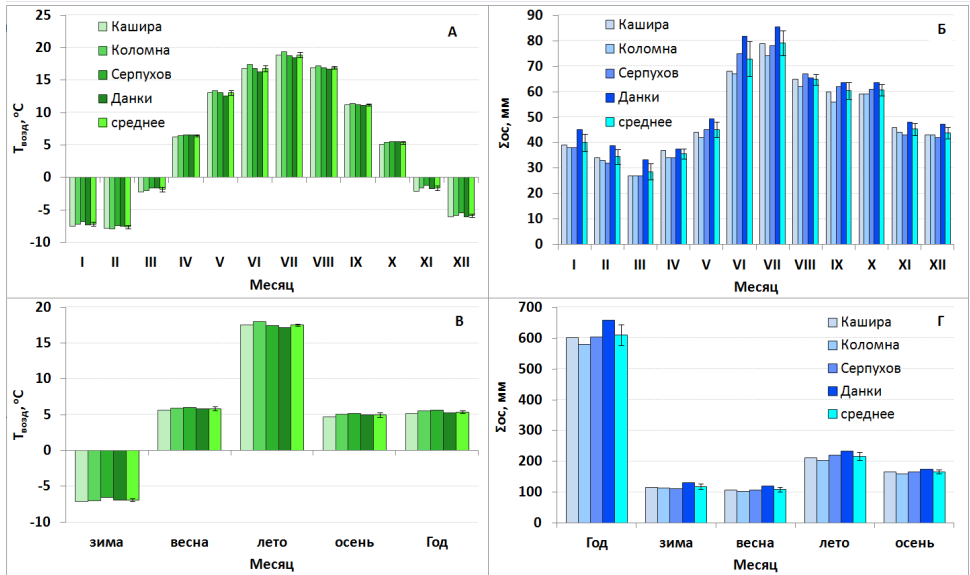 А
Кашира
Коломна
Серпухов
Данки
среднее
Твозд, °С
25
20
15
10
5
0
-5
-10
I II III IV V VI VII VIII IX X XI XII
Месяц
Б
Кашира
Коломна
Серпухов
Данки
среднее
Σос, мм
90
80
70
60
50
40
30
20
10
0
I II III IV V VI VII VIII IX X XI XII
Месяц
В
Твозд, °С
20
15
10
5
0
-5
-10
зима весна лето осень Год
Месяц
Г
Кашира
Коломна
Серпухов
Данки
среднее
Σос, мм
700
600
500
400
300
200
100
0
Год зима весна лето осень
Месяц